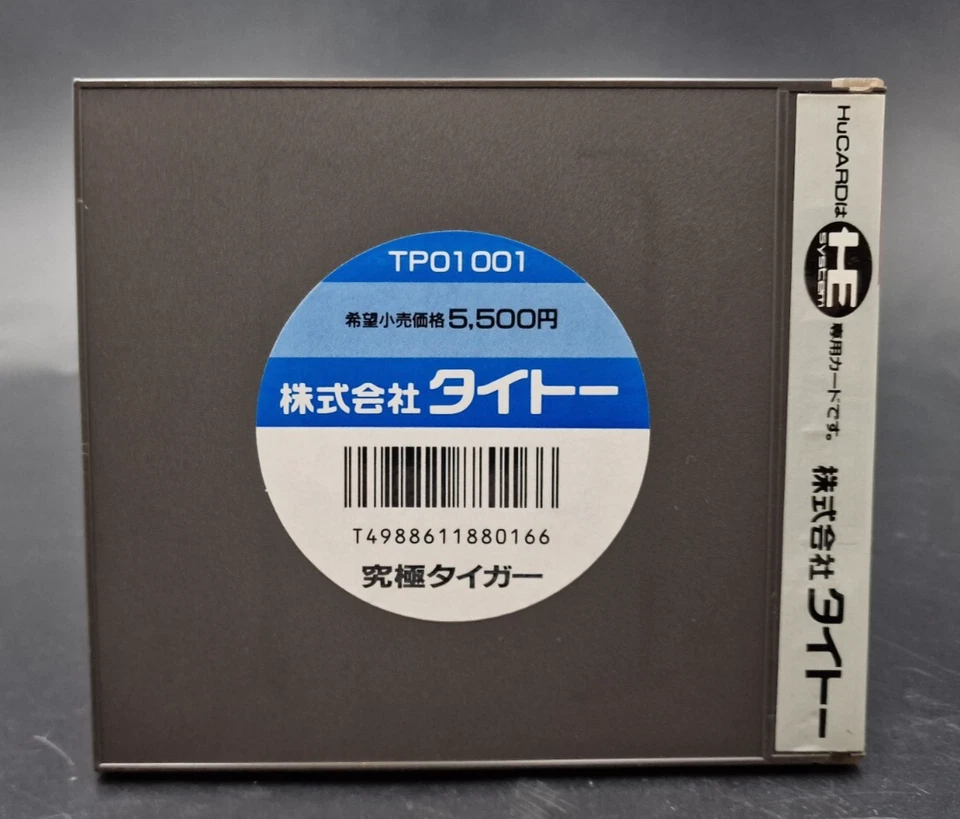 TP01001
希望小売価格5,500円
株式会社タイトー
T4988611880166
究極タイガー
HuCARDは HE system 専用カードです。 株式会社タイトー